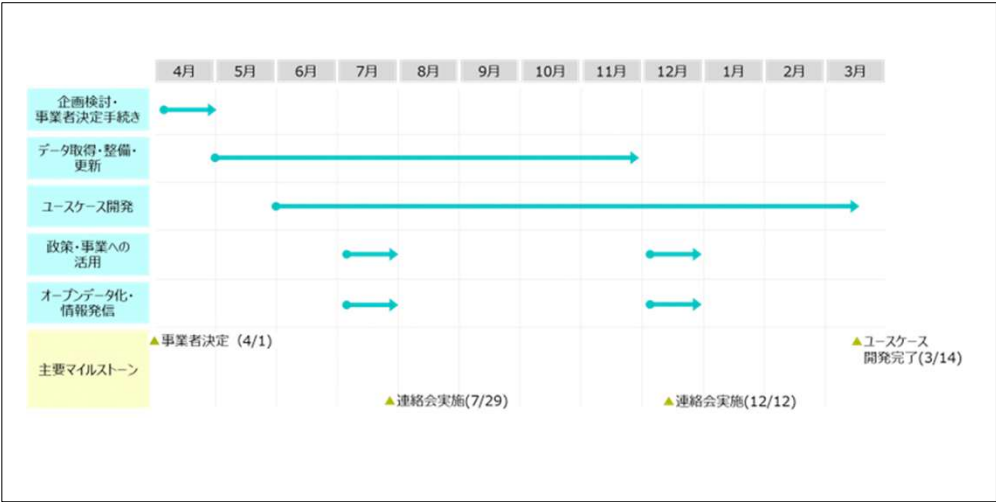 4月 5月 6月 7月 8月 9月 10月 11月 12月 1月 2月 3月
企画検討・
事業者決定手続き
データ取得・整備・
更新
ユースケース開発
政策・事業への
活用
オープンデータ化・
情報発信
主要マイルストーン
▲事業者決定（4/1）
▲ユースケース
開発完了(3/14)
▲連絡会実施(7/29)
▲連絡会実施(12/12)